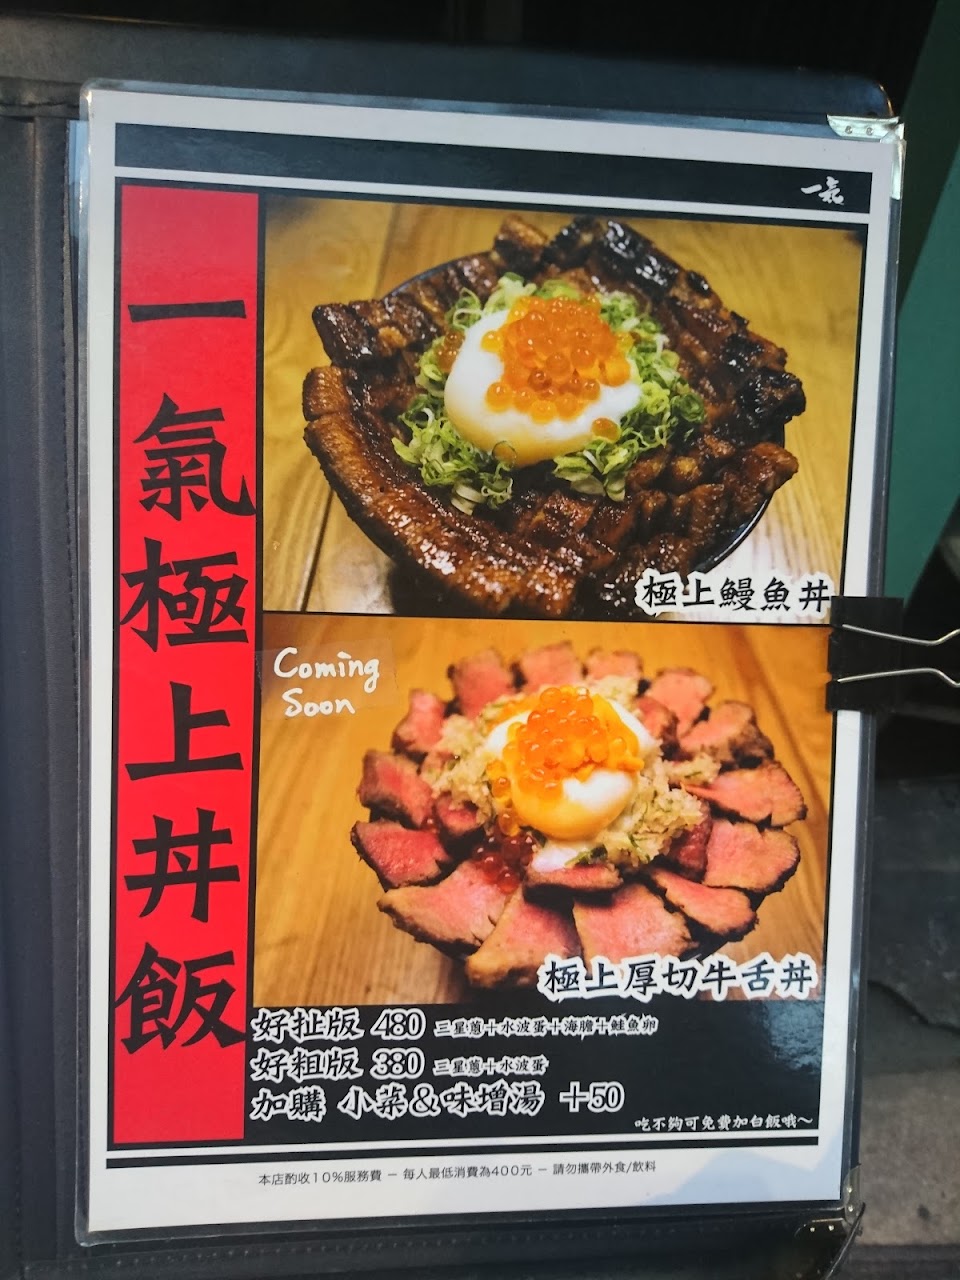 一氣
一氣極上丼飯
極上鰻魚丼
Coming
Soon
極上厚切牛舌丼
好扯版 480 三星蔥+水波蛋+海膽+鮭魚卵
好粗版 380 三星蔥+水波蛋
加購 小菜&味增湯 +50
吃不夠可免費加白飯哦~
本店酌收10%服務費 - 每人最低消費為400元 - 請勿攜帶外食/飲料